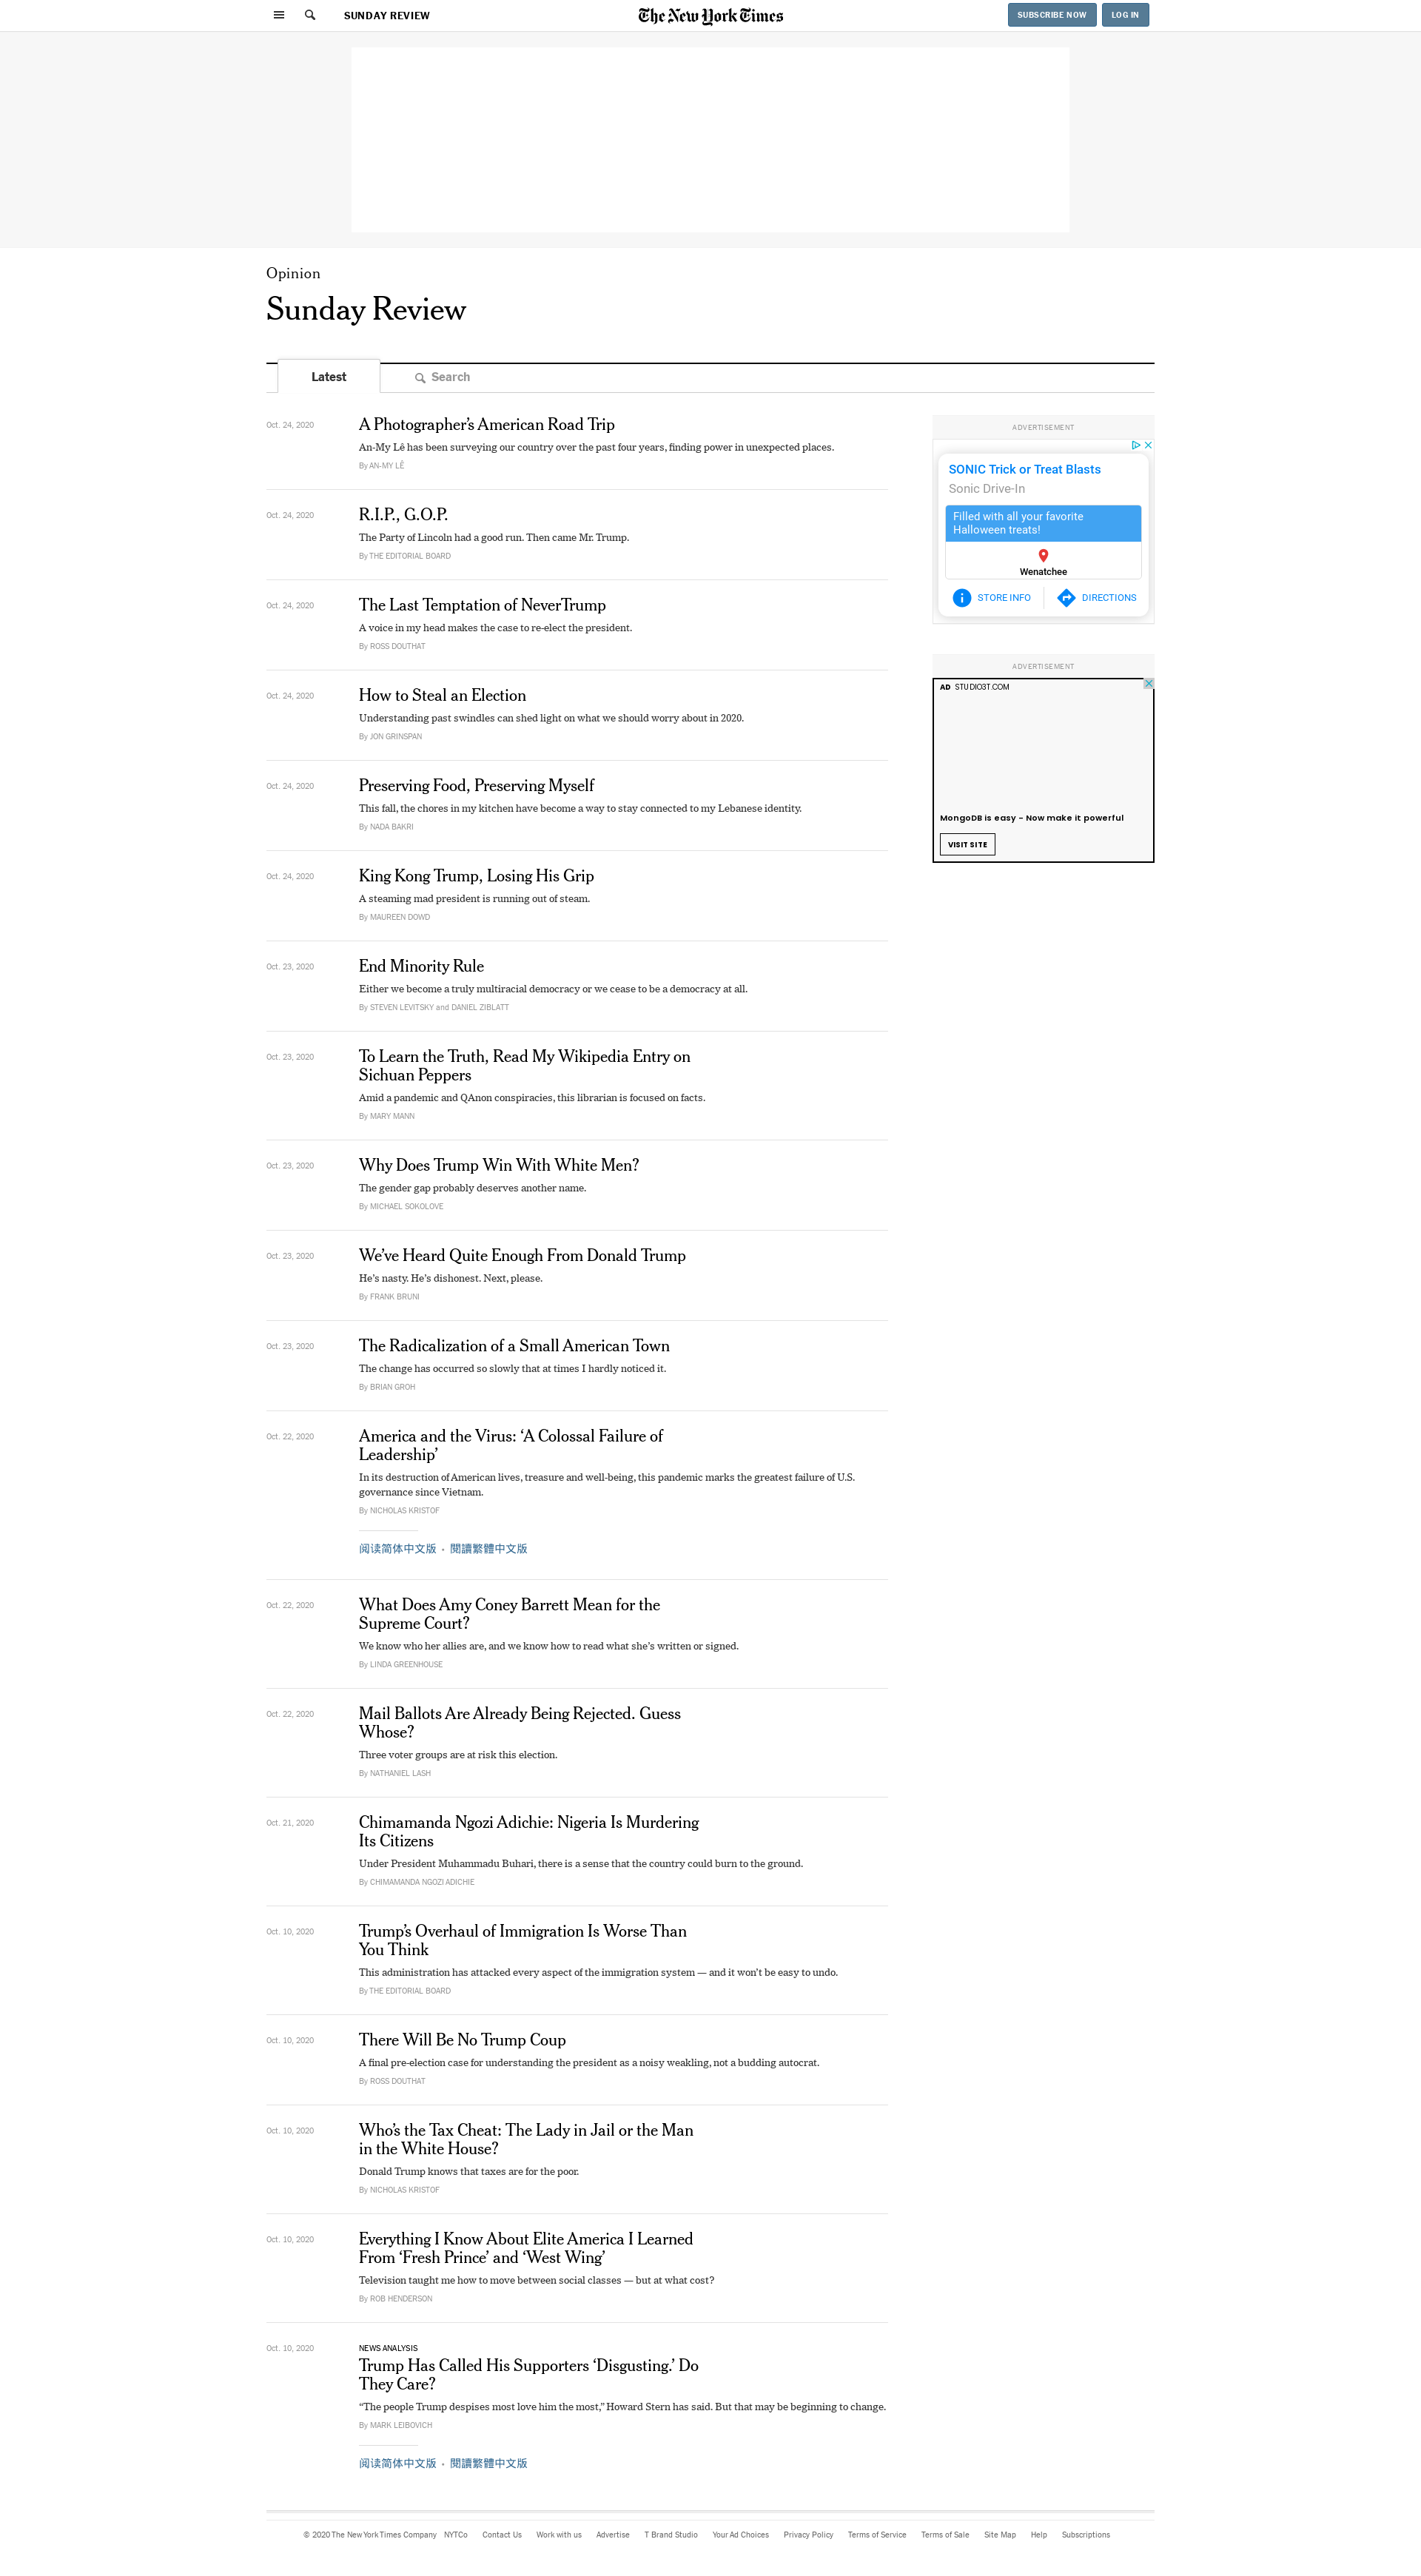 SUNDAY REVIEW
The New York Times
SUBSCRIBE NOW
LOG IN
Opinion
Sunday Review
Latest
Search
Oct. 24, 2020
A Photographer’s American Road Trip
An-My Lê has been surveying our country over the past four years, finding power in unexpected places.
By AN-MY LÊ
Oct. 24, 2020
R.I.P., G.O.P.
The Party of Lincoln had a good run. Then came Mr. Trump.
By THE EDITORIAL BOARD
Oct. 24, 2020
The Last Temptation of NeverTrump
A voice in my head makes the case to re-elect the president.
By ROSS DOUTHAT
Oct. 24, 2020
How to Steal an Election
Understanding past swindles can shed light on what we should worry about in 2020.
By JON GRINSPAN
Oct. 24, 2020
Preserving Food, Preserving Myself
This fall, the chores in my kitchen have become a way to stay connected to my Lebanese identity.
By NADA BAKRI
Oct. 24, 2020
King Kong Trump, Losing His Grip
A steaming mad president is running out of steam.
By MAUREEN DOWD
Oct. 23, 2020
End Minority Rule
Either we become a truly multiracial democracy or we cease to be a democracy at all.
By STEVEN LEVITSKY and DANIEL ZIBLATT
Oct. 23, 2020
To Learn the Truth, Read My Wikipedia Entry on
Sichuan Peppers
Amid a pandemic and QAnon conspiracies, this librarian is focused on facts.
By MARY MANN
Oct. 23, 2020
Why Does Trump Win With White Men?
The gender gap probably deserves another name.
By MICHAEL SOKOLOVE
Oct. 23, 2020
We’ve Heard Quite Enough From Donald Trump
He’s nasty. He’s dishonest. Next, please.
By FRANK BRUNI
Oct. 23, 2020
The Radicalization of a Small American Town
The change has occurred so slowly that at times I hardly noticed it.
By BRIAN GROH
Oct. 22, 2020
America and the Virus: ‘A Colossal Failure of
Leadership’
In its destruction of American lives, treasure and well-being, this pandemic marks the greatest failure of U.S.
governance since Vietnam.
By NICHOLAS KRISTOF
阅读简体中文版 • 閱讀繁體中文版
Oct. 22, 2020
What Does Amy Coney Barrett Mean for the
Supreme Court?
We know who her allies are, and we know how to read what she’s written or signed.
By LINDA GREENHOUSE
Oct. 22, 2020
Mail Ballots Are Already Being Rejected. Guess
Whose?
Three voter groups are at risk this election.
By NATHANIEL LASH
Oct. 21, 2020
Chimamanda Ngozi Adichie: Nigeria Is Murdering
Its Citizens
Under President Muhammadu Buhari, there is a sense that the country could burn to the ground.
By CHIMAMANDA NGOZI ADICHIE
Oct. 10, 2020
Trump’s Overhaul of Immigration Is Worse Than
You Think
This administration has attacked every aspect of the immigration system — and it won’t be easy to undo.
By THE EDITORIAL BOARD
Oct. 10, 2020
There Will Be No Trump Coup
A final pre-election case for understanding the president as a noisy weakling, not a budding autocrat.
By ROSS DOUTHAT
Oct. 10, 2020
Who’s the Tax Cheat: The Lady in Jail or the Man
in the White House?
Donald Trump knows that taxes are for the poor.
By NICHOLAS KRISTOF
Oct. 10, 2020
Everything I Know About Elite America I Learned
From ‘Fresh Prince’ and ‘West Wing’
Television taught me how to move between social classes — but at what cost?
By ROB HENDERSON
Oct. 10, 2020
NEWS ANALYSIS
Trump Has Called His Supporters ‘Disgusting.’ Do
They Care?
“The people Trump despises most love him the most,” Howard Stern has said. But that may be beginning to change.
By MARK LEIBOVICH
阅读简体中文版 • 閱讀繁體中文版
ADVERTISEMENT
SONIC Trick or Treat Blasts
Sonic Drive-In
Filled with all your favorite
Halloween treats!
Wenatchee
STORE INFO
DIRECTIONS
ADVERTISEMENT
AD STUDIO3T.COM
MongoDB is easy - Now make it powerful
VISIT SITE
© 2020 The New York Times Company NYTCo Contact Us Work with us Advertise T Brand Studio Your Ad Choices Privacy Policy Terms of Service Terms of Sale Site Map Help Subscriptions